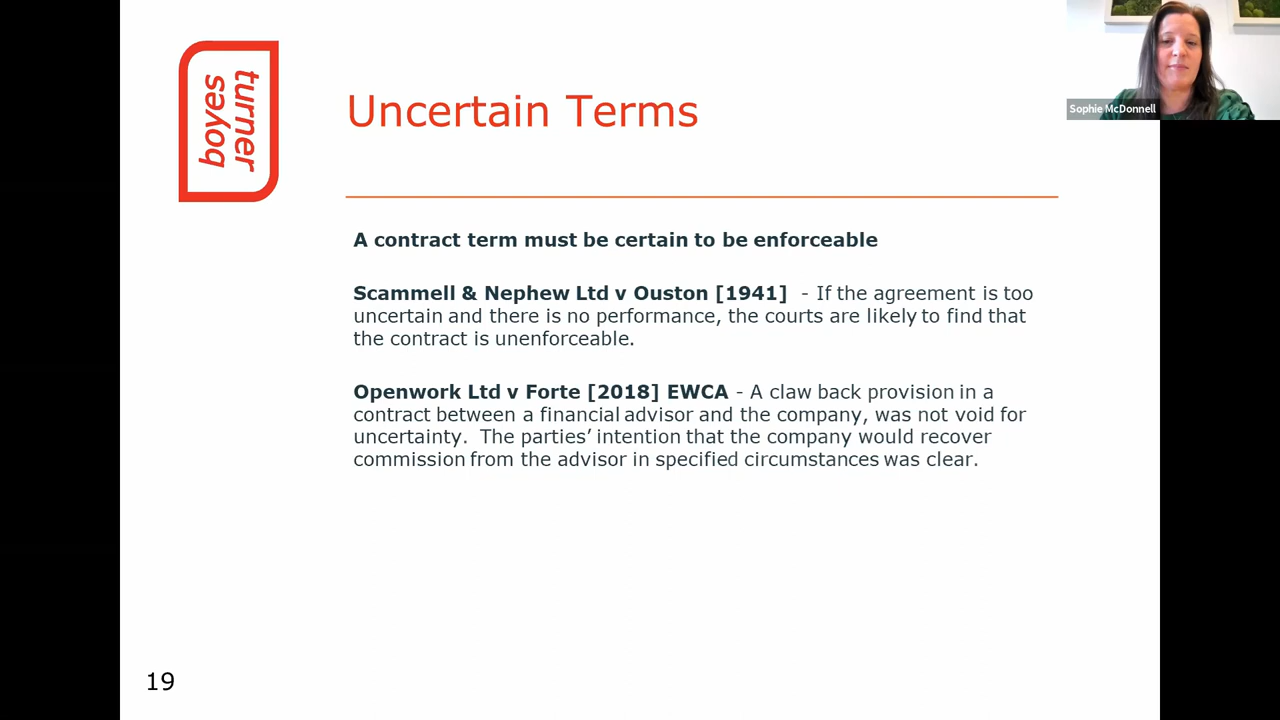 boyes
turner
Uncertain Terms
Sophie McDonnell
A contract term must be certain to be enforceable
Scammell & Nephew Ltd v Ouston [1941] - If the agreement is too
uncertain and there is no performance, the courts are likely to find that
the contract is unenforceable.
Openwork Ltd v Forte [2018] EWCA - A claw back provision in a
contract between a financial advisor and the company, was not void for
uncertainty. The parties’ intention that the company would recover
commission from the advisor in specified circumstances was clear.
19